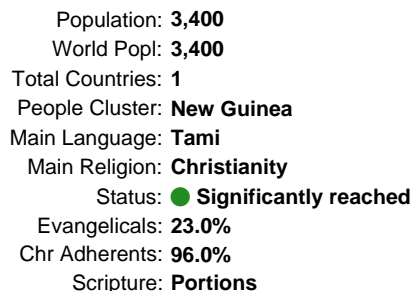 Population: 3,400
World Popl: 3,400
Total Countries: 1
People Cluster: New Guinea
Main Language: Tami
Main Religion: Christianity
Status: Significantly reached
Evangelicals: 23.0%
Chr Adherents: 96.0%
Scripture: Portions